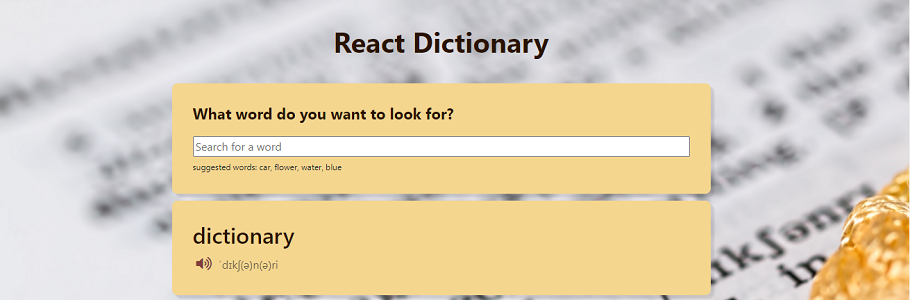 React Dictionary
What word do you want to look for?
Search for a word
suggested words: car, flower, water, blue
dictionary
ˈdɪkʃ(ə)n(ə)ri